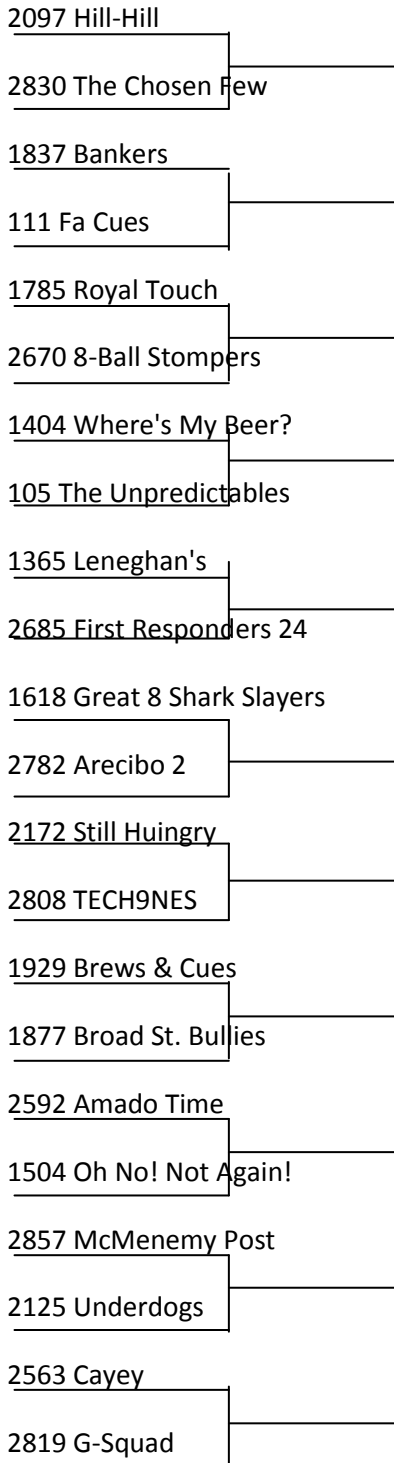 2097 Hill-Hill
2830 The Chosen Few
1837 Bankers
111 Fa Cues
1785 Royal Touch
2670 8-Ball Stompers
1404 Where's My Beer?
105 The Unpredictables
1365 Leneghan's
2685 First Responders 24
1618 Great 8 Shark Slayers
2782 Arecibo 2
2172 Still Huingry
2808 TECH9NES
1929 Brews & Cues
1877 Broad St. Bullies
2592 Amado Time
1504 Oh No! Not Again!
2857 McMenemy Post
2125 Underdogs
2563 Cayey
2819 G-Squad